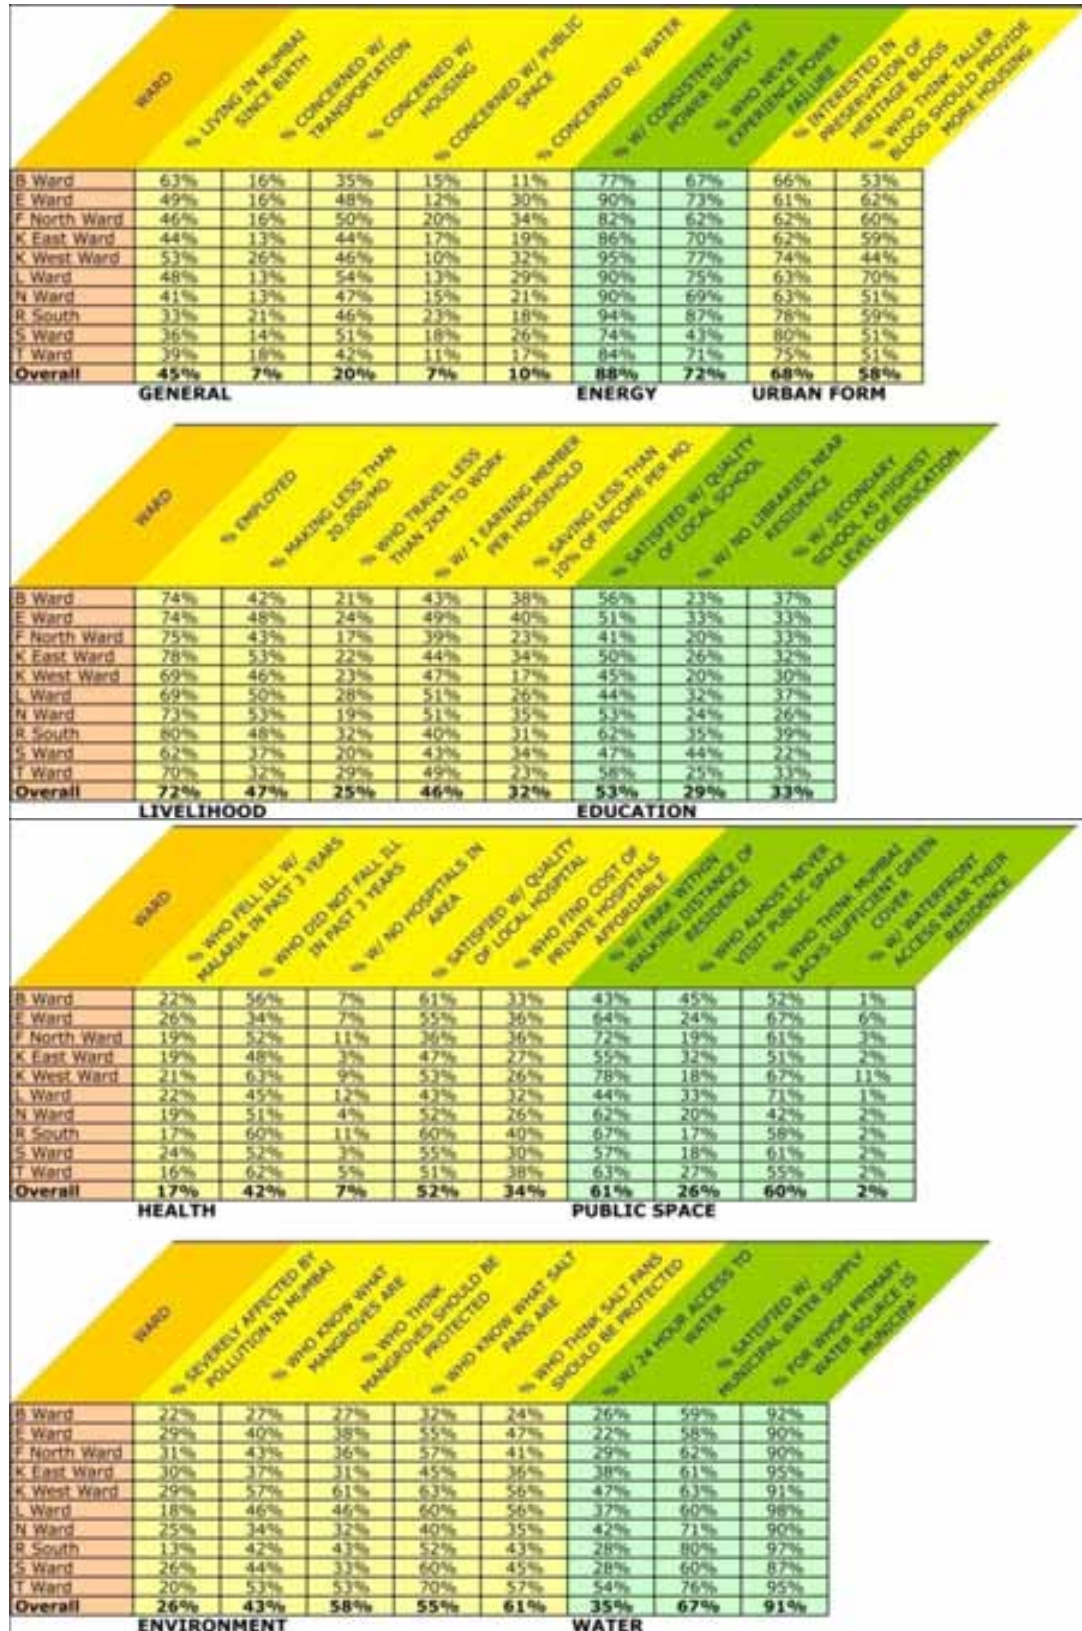 WARD
% LIVING IN MUMBAI SINCE BIRTH
% CONCERNED W/ TRANSPORTATION
% CONCERNED W/ HOUSING
% CONCERNED W/ PUBLIC SPACE
% CONCERNED W/ WATER
% W/ CONSISTENT, SAFE POWER SUPPLY
% WHO NEVER EXPERIENCE POWER FAILURE
% INTERESTED IN PRESERVATION OF HERITAGE BLDGS
% WHO THINK TALLER BLDGS SHOULD PROVIDE MORE HOUSING
B Ward 63% 16% 35% 15% 11% 77% 67% 66% 53%
E Ward 49% 16% 48% 12% 30% 90% 73% 61% 62%
F North Ward 46% 16% 50% 20% 34% 82% 62% 62% 60%
K East Ward 44% 13% 44% 17% 19% 86% 70% 62% 59%
K West Ward 53% 26% 46% 10% 32% 95% 77% 74% 44%
L Ward 48% 13% 54% 13% 29% 90% 75% 63% 70%
N Ward 41% 13% 47% 15% 21% 90% 69% 63% 51%
R South 33% 21% 46% 23% 18% 94% 87% 78% 59%
S Ward 36% 14% 51% 18% 26% 74% 43% 80% 51%
T Ward 39% 18% 42% 11% 17% 84% 71% 75% 51%
Overall 45% 7% 20% 7% 10% 88% 72% 68% 58%
GENERAL ENERGY URBAN FORM
WARD
% EMPLOYED
% MAKING LESS THAN 20,000/MO.
% WHO TRAVEL LESS THAN 2KM TO WORK
% W/ 1 EARNING MEMBER PER HOUSEHOLD
% SAVING LESS THAN 10% OF INCOME PER MO.
% SATISFIED W/ QUALITY OF LOCAL SCHOOL
% W/ NO LIBRARIES NEAR RESIDENCE
% W/ SECONDARY SCHOOL AS HIGHEST LEVEL OF EDUCATION
B Ward 74% 42% 21% 43% 38% 56% 23% 37%
E Ward 74% 48% 24% 49% 40% 51% 33% 33%
F North Ward 75% 43% 17% 39% 23% 41% 20% 33%
K East Ward 78% 53% 22% 44% 34% 50% 26% 32%
K West Ward 69% 46% 23% 47% 17% 45% 20% 30%
L Ward 69% 50% 28% 51% 26% 44% 32% 37%
N Ward 73% 53% 19% 51% 35% 53% 24% 26%
R South 80% 48% 32% 40% 31% 62% 35% 39%
S Ward 62% 37% 20% 43% 34% 47% 44% 22%
T Ward 70% 32% 29% 49% 23% 58% 25% 33%
Overall 72% 47% 25% 46% 32% 53% 29% 33%
LIVELIHOOD EDUCATION
WARD
% WHO FELL ILL W/ MALARIA IN PAST 3 YEARS
% WHO DID NOT FALL ILL IN PAST 3 YEARS
% W/ NO HOSPITALS IN AREA
% SATISFIED W/ QUALITY OF LOCAL HOSPITAL
% WHO FIND COST OF PRIVATE HOSPITALS AFFORDABLE
% W/ PARK WITHIN WALKING DISTANCE OF RESIDENCE
% WHO ALMOST NEVER VISIT PUBLIC SPACE
% WHO THINK MUMBAI LACKS SUFFICIENT GREEN COVER
% W/ WATERFRONT ACCESS NEAR THEIR RESIDENCE
B Ward 22% 56% 7% 61% 33% 43% 45% 52% 1%
E Ward 26% 34% 7% 55% 36% 64% 24% 67% 6%
F North Ward 19% 52% 11% 36% 36% 72% 19% 61% 3%
K East Ward 19% 48% 3% 47% 27% 55% 32% 51% 2%
K West Ward 21% 63% 9% 53% 26% 78% 18% 67% 11%
L Ward 22% 45% 12% 43% 32% 44% 33% 71% 1%
N Ward 19% 51% 4% 52% 26% 62% 20% 42% 2%
R South 17% 60% 11% 60% 40% 67% 17% 58% 2%
S Ward 24% 52% 3% 55% 30% 57% 18% 61% 2%
T Ward 16% 62% 5% 51% 38% 63% 27% 55% 2%
Overall 17% 42% 7% 52% 34% 61% 26% 60% 2%
HEALTH PUBLIC SPACE
WARD
% SEVERELY AFFECTED BY POLLUTION IN MUMBAI
% WHO KNOW WHAT MANGROVES ARE
% WHO THINK MANGROVES SHOULD BE PROTECTED
% WHO KNOW WHAT SALT PANS ARE
% WHO THINK SALT PANS SHOULD BE PROTECTED
% W/ 24 HOUR ACCESS TO WATER
% SATISFIED W/ MUNICIPAL WATER SUPPLY
% FOR WHOM PRIMARY WATER SOURCE IS MUNICIPA
B Ward 22% 27% 27% 32% 24% 26% 59% 92%
E Ward 29% 40% 38% 55% 47% 22% 58% 90%
F North Ward 31% 43% 36% 57% 41% 29% 62% 90%
K East Ward 30% 37% 31% 45% 36% 38% 61% 95%
K West Ward 29% 57% 61% 63% 56% 47% 63% 91%
L Ward 18% 46% 46% 60% 56% 37% 60% 98%
N Ward 25% 34% 32% 40% 35% 42% 71% 90%
R South 13% 42% 43% 52% 43% 28% 80% 97%
S Ward 26% 44% 33% 60% 45% 28% 60% 87%
T Ward 20% 53% 53% 70% 57% 54% 76% 95%
Overall 26% 43% 58% 55% 61% 35% 67% 91%
ENVIRONMENT WATER